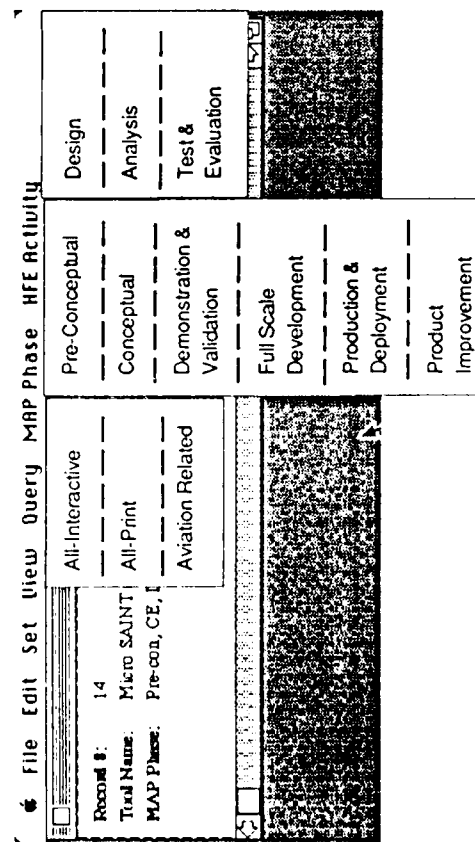 File Edit Set View Query MAP Phase HFE Activity
All-Interactive
All-Print
Aviation Related
Pre-Conceptual
Conceptual
Demonstration &
Validation
Full Scale
Development
Production &
Deployment
Product
Improvement
Design
Analysis
Test &
Evaluation
Record #: 14
Tool Name: Micro SAINT
MAP Phase: Pre-con, CE,